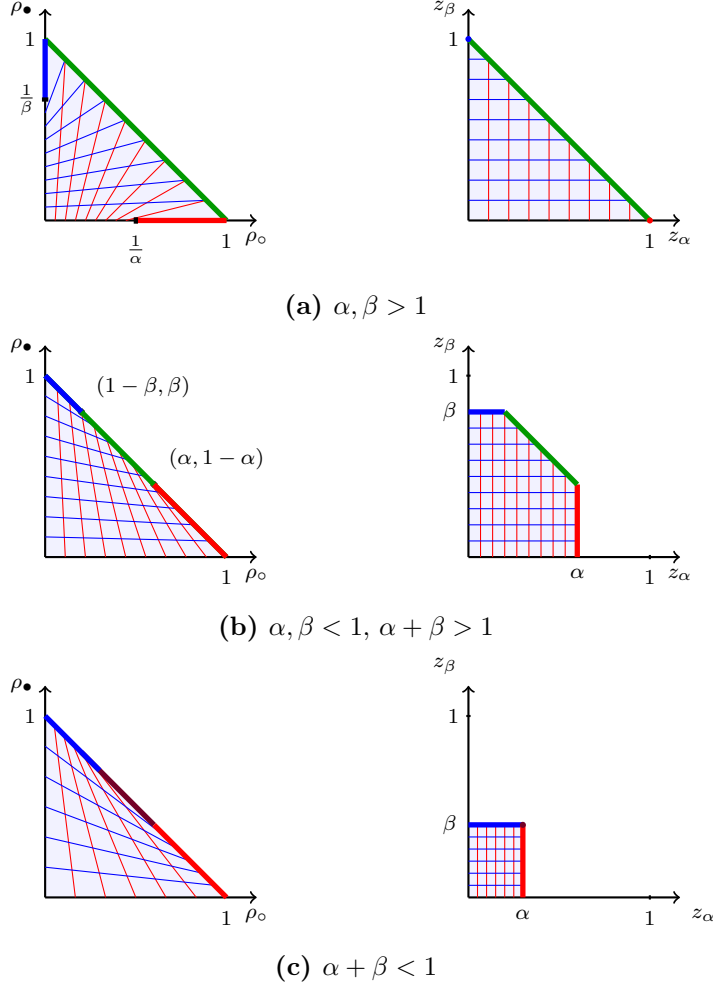 ρ● z_β
1 1
1/β
1/α 1 ρ○ 1 z_α
(a) α, β > 1
ρ● z_β
1 (1 − β, β) 1
β
(α, 1 − α)
1 ρ○ α 1 z_α
(b) α, β < 1, α + β > 1
ρ● z_β
1 1
β
1 ρ○ α 1 z_α
(c) α + β < 1